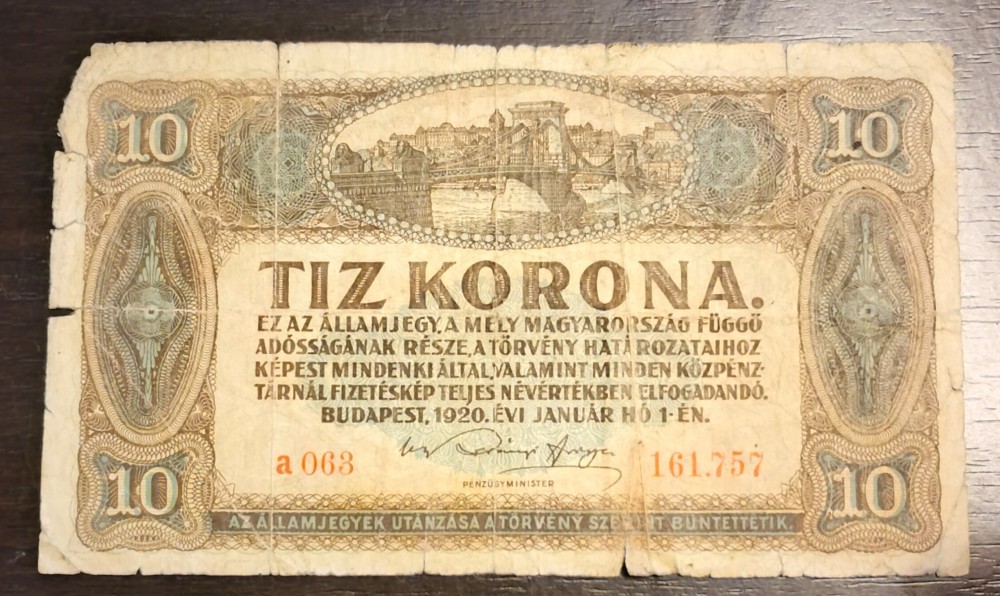 10 10
TIZ KORONA.
EZ AZ ÁLLAMJEGY, A MELY MAGYARORSZÁG FÜGGŐ
ADÓSSÁGÁNAK RÉSZE, A TÖRVÉNY HATÁROZATAIHOZ
KÉPEST MINDENKI ÁLTAL, VALAMINT MINDEN KÖZPÉNZ-
TÁRNÁL FIZETÉSKÉP TELJES NÉVÉRTÉKBEN ELFOGADANDÓ.
BUDAPEST, 1920. ÉVI JANUÁR HÓ 1-ÉN.
a 063 161.757
PÉNZÜGYMINISTER
10 10
AZ ÁLLAMJEGYEK UTÁNZÁSA A TÖRVÉNY SZERINT BÜNTETTETIK.